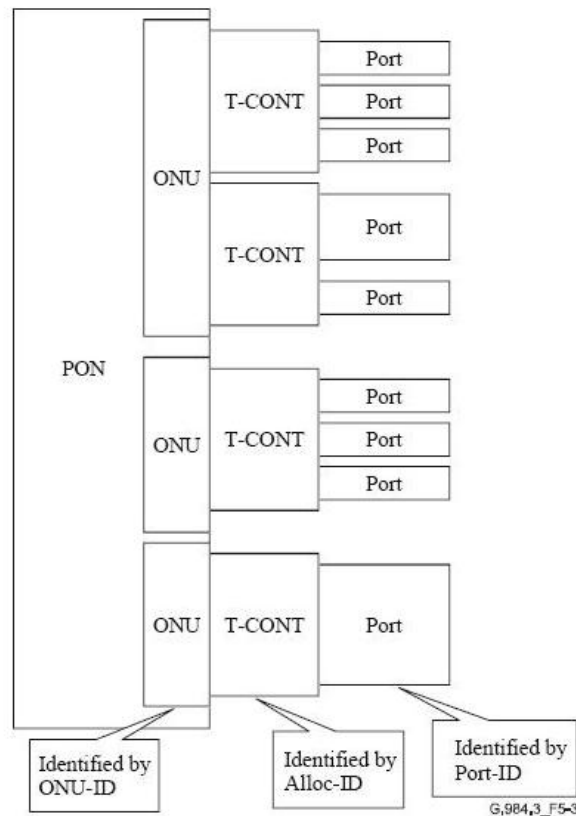 Port
T-CONT
Port
Port
ONU
Port
T-CONT
Port
PON
Port
ONU
T-CONT
Port
Port
ONU
T-CONT
Port
Identified by
ONU-ID
Identified by
Alloc-ID
Identified by
Port-ID
G,984,3_F5-3